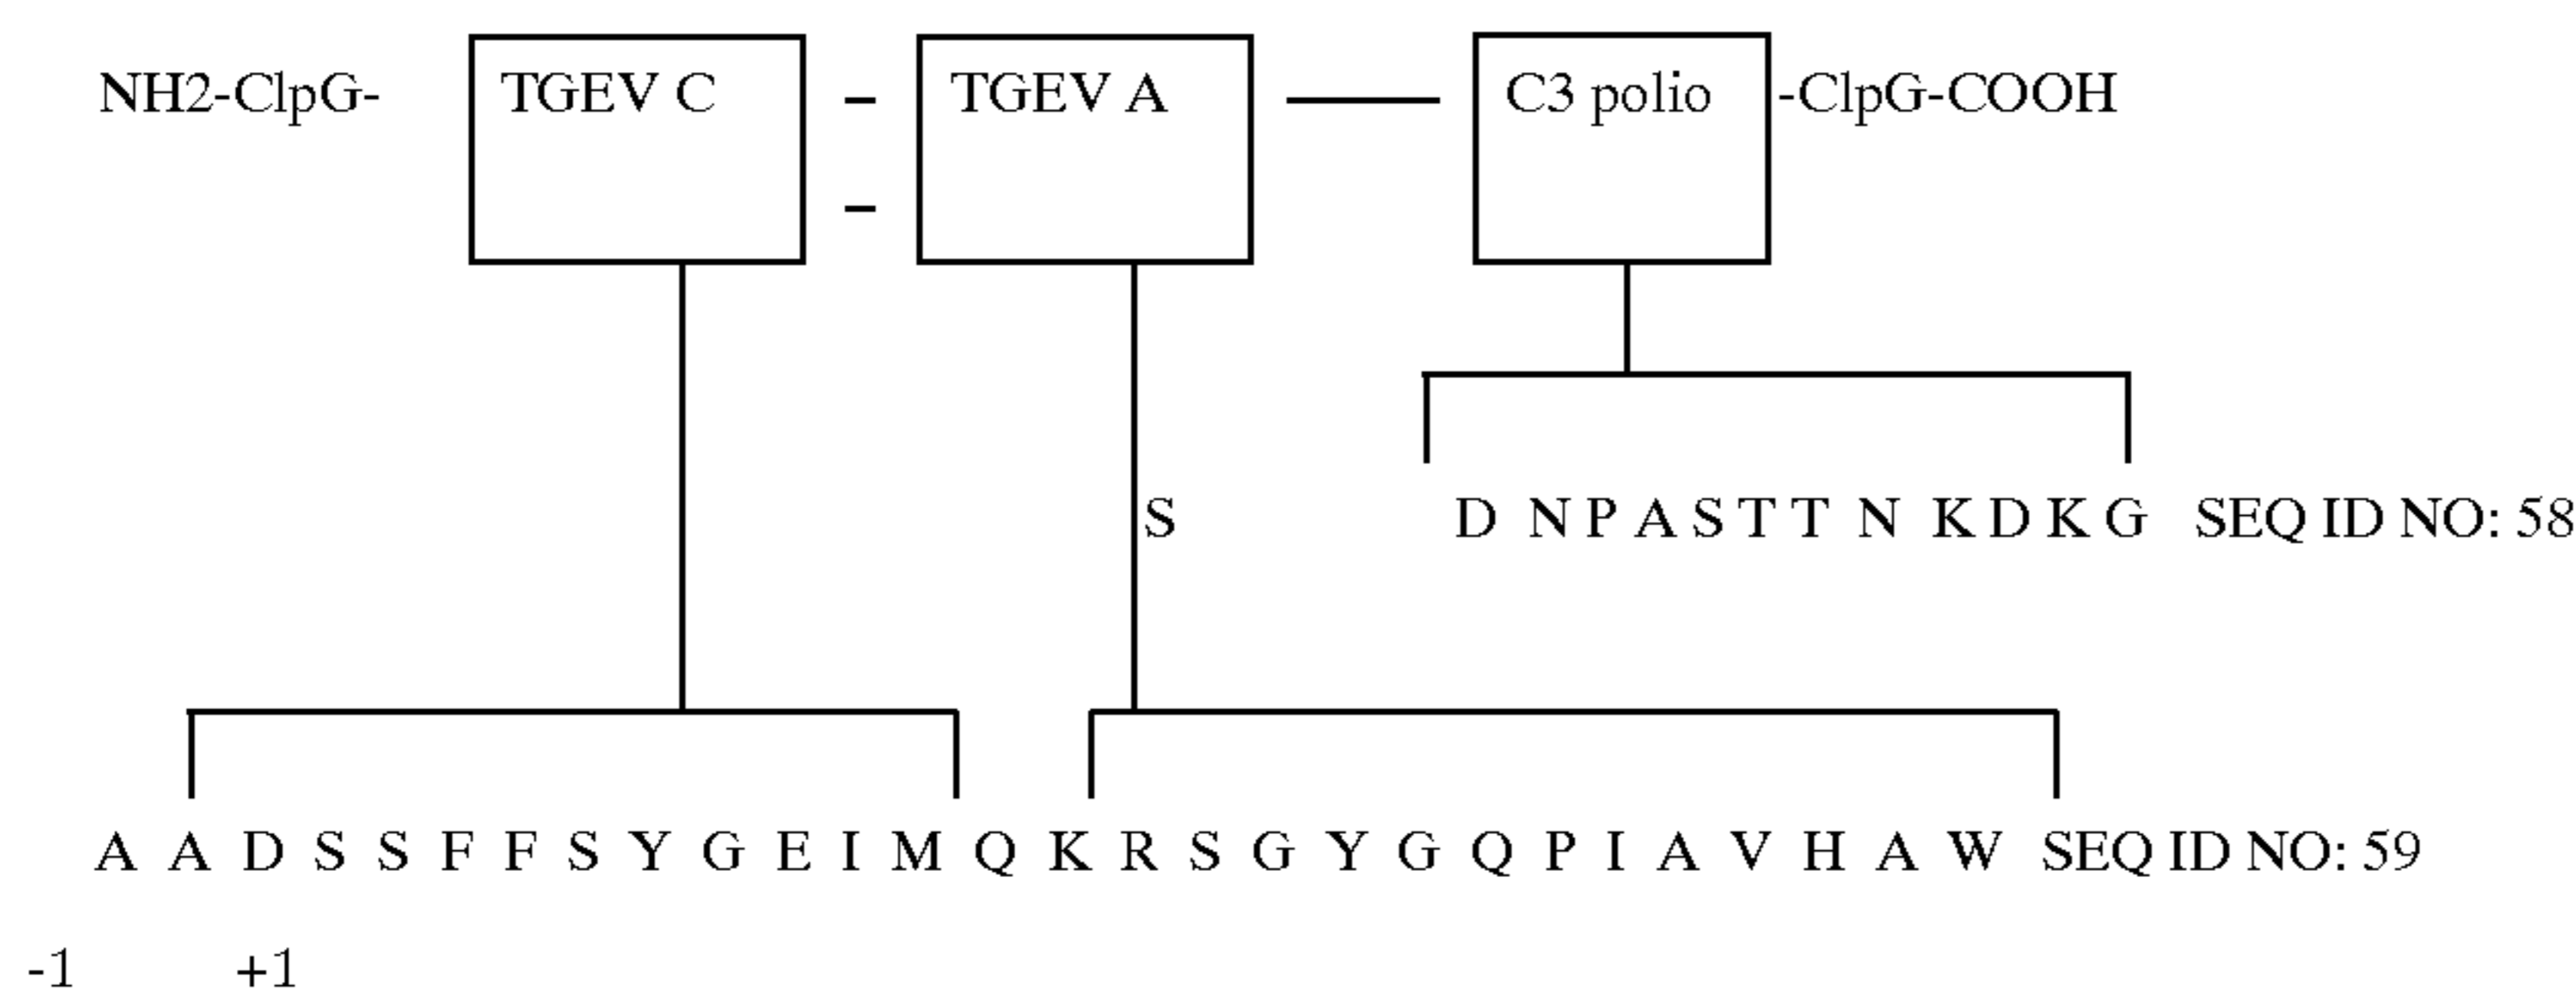 NH2-ClpG- TGEV C – TGEV A — C3 polio -ClpG-COOH
–
S D N P A S T T N K D K G SEQ ID NO: 58
A A D S S F F S Y G E I M Q K R S G Y G Q P I A V H A W SEQ ID NO: 59
-1 +1